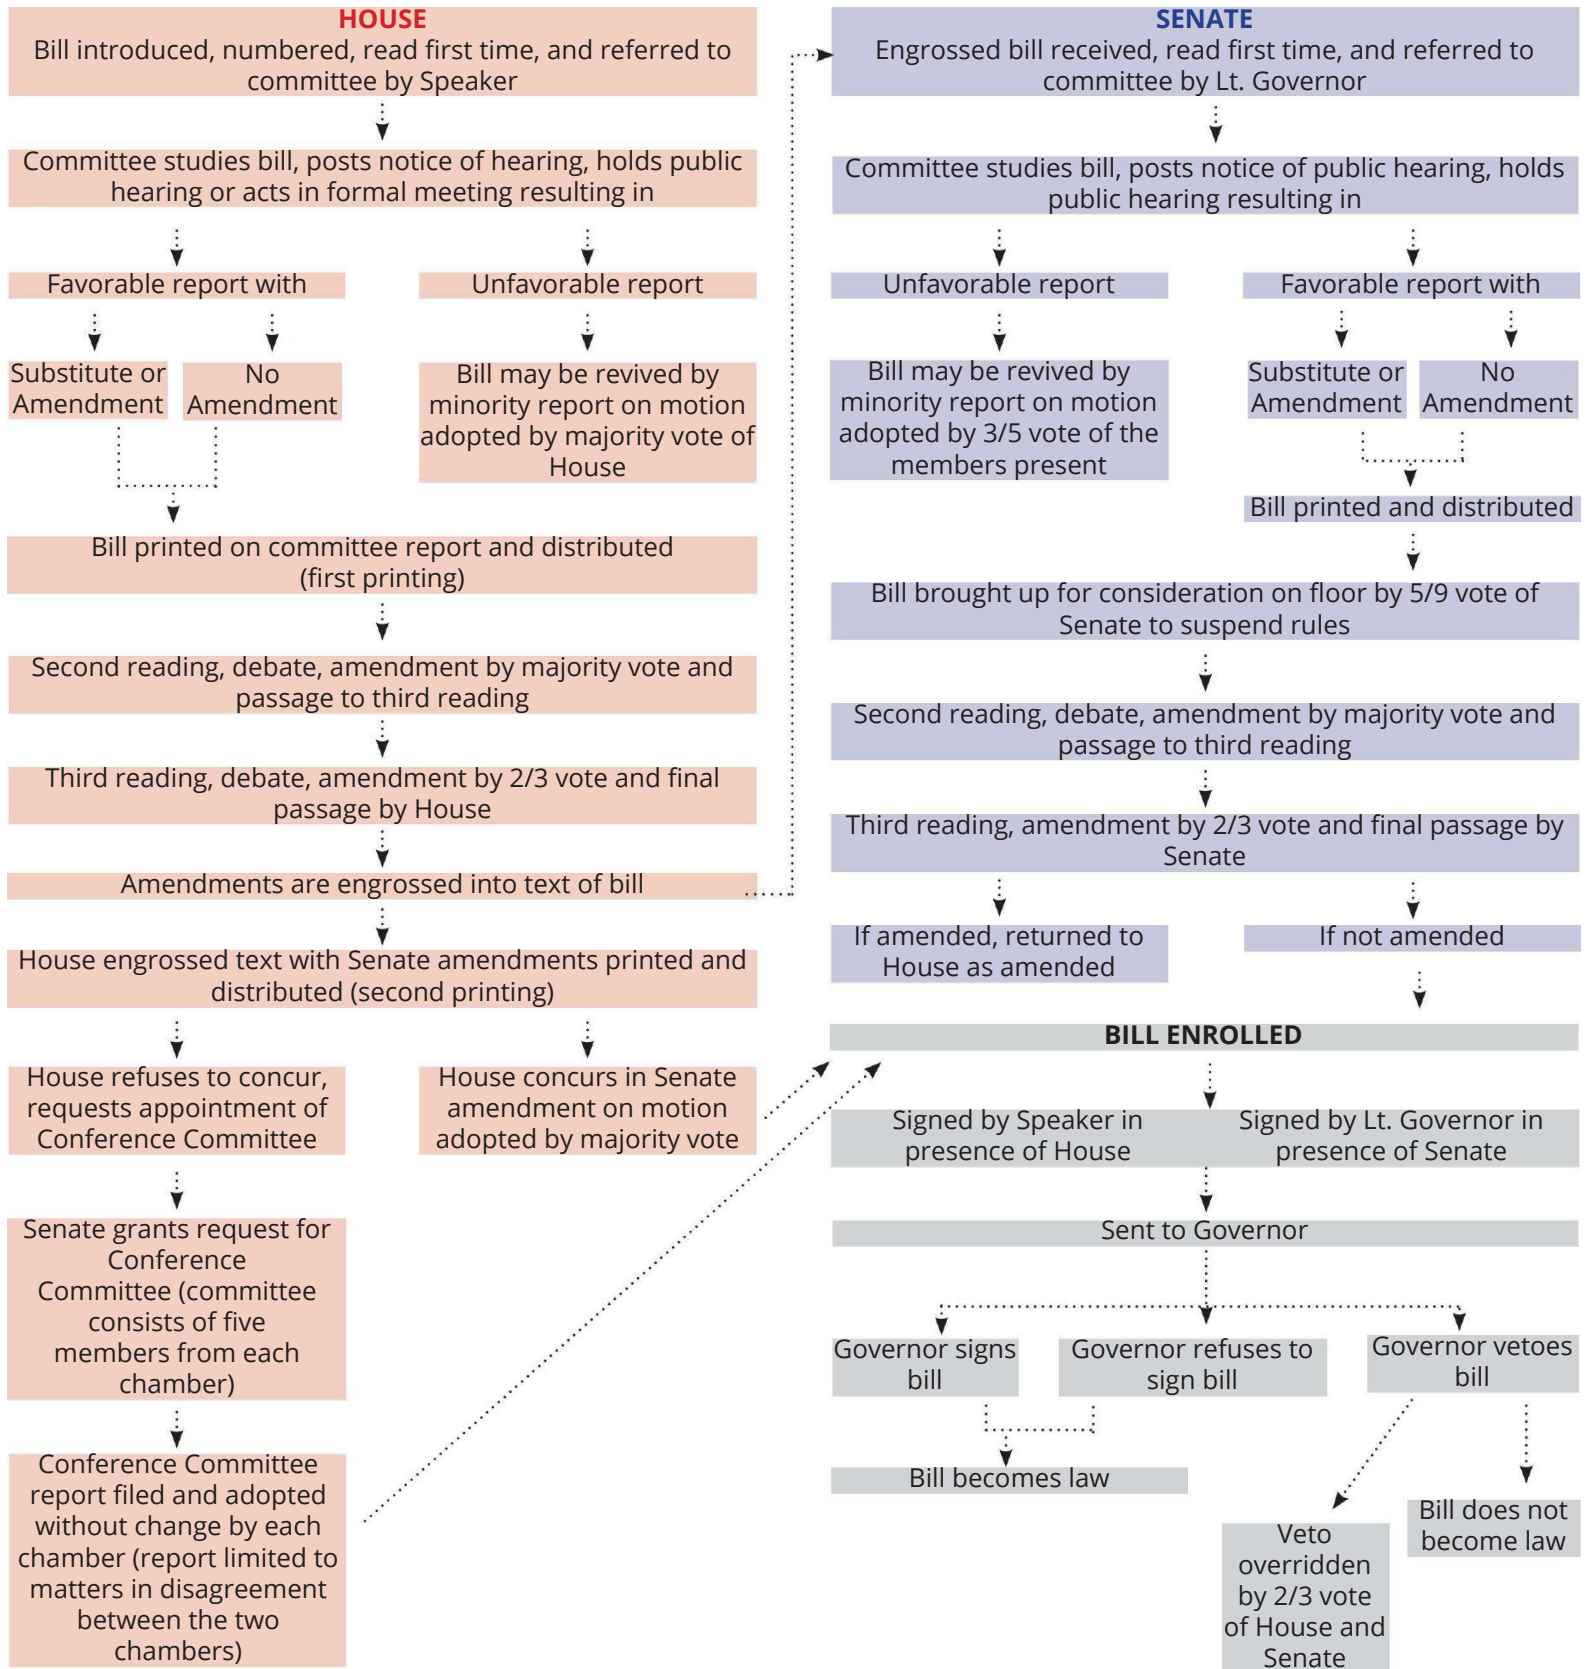 HOUSE
Bill introduced, numbered, read first time, and referred to
committee by Speaker
Committee studies bill, posts notice of hearing, holds public
hearing or acts in formal meeting resulting in
Favorable report with
Unfavorable report
Substitute or
Amendment
No
Amendment
Bill may be revived by
minority report on motion
adopted by majority vote of
House
Bill printed on committee report and distributed
(first printing)
Second reading, debate, amendment by majority vote and
passage to third reading
Third reading, debate, amendment by 2/3 vote and final
passage by House
Amendments are engrossed into text of bill
House engrossed text with Senate amendments printed and
distributed (second printing)
House refuses to concur,
requests appointment of
Conference Committee
House concurs in Senate
amendment on motion
adopted by majority vote
Senate grants request for
Conference
Committee (committee
consists of five
members from each
chamber)
Conference Committee
report filed and adopted
without change by each
chamber (report limited to
matters in disagreement
between the two
chambers)
SENATE
Engrossed bill received, read first time, and referred to
committee by Lt. Governor
Committee studies bill, posts notice of public hearing, holds
public hearing resulting in
Unfavorable report
Favorable report with
Bill may be revived by
minority report on motion
adopted by 3/5 vote of the
members present
Substitute or
Amendment
No
Amendment
Bill printed and distributed
Bill brought up for consideration on floor by 5/9 vote of
Senate to suspend rules
Second reading, debate, amendment by majority vote and
passage to third reading
Third reading, amendment by 2/3 vote and final passage by
Senate
If amended, returned to
House as amended
If not amended
BILL ENROLLED
Signed by Speaker in
presence of House
Signed by Lt. Governor in
presence of Senate
Sent to Governor
Governor signs
bill
Governor refuses to
sign bill
Governor vetoes
bill
Bill becomes law
Veto
overridden
by 2/3 vote
of House and
Senate
Bill does not
become law